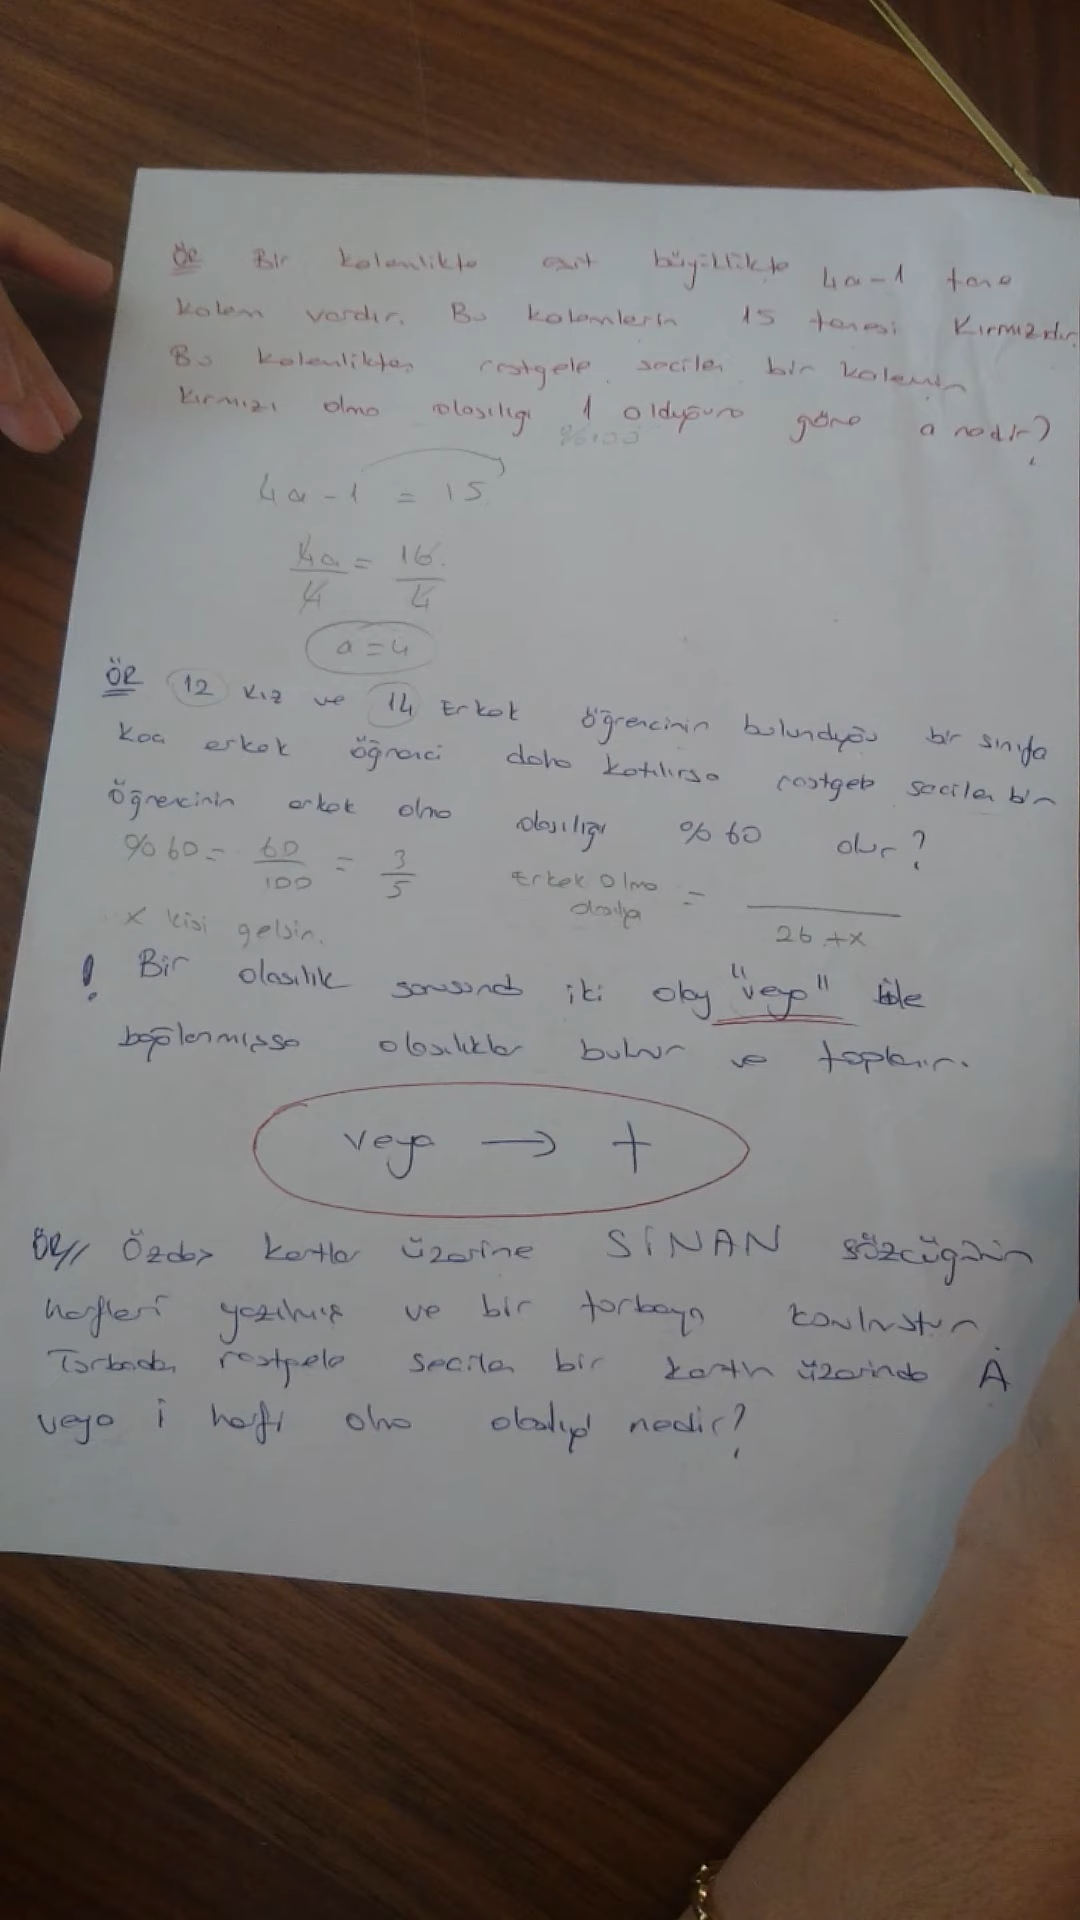 ÖR Bir kalemlikte eşit büyüklükte 4a-1 tane
kalem vardır. Bu kalemlerin 15 tanesi kırmızıdır.
Bu kalemlikten rastgele seçilen bir kalemin
kırmızı olma olasılığı 1 olduğuna göre a nedir?
%100
4a-1 = 15
4a/4 = 16/4
a=4
ÖR 12 kız ve 14 Erkek öğrencinin bulunduğu bir sınıfa
kaç erkek öğrenci daha katılırsa rastgele seçilen bir
öğrencinin erkek olma olasılığı %60 olur?
%60 = 60/100 = 3/5 Erkek Olma olasılığı = /26+x
x kişi gelsin.
! Bir olasılık sorusunda iki olay "veya" ile
bağlanmışsa olasılıklar bulunur ve toplanır.
veya → +
ÖR// Özdeş kartlar üzerine SİNAN sözcüğünün
harfleri yazılmış ve bir torbaya konulmuştur
Torbadan rastgele seçilen bir kartın üzerinde A
veya i harfi olma olasılığı nedir?